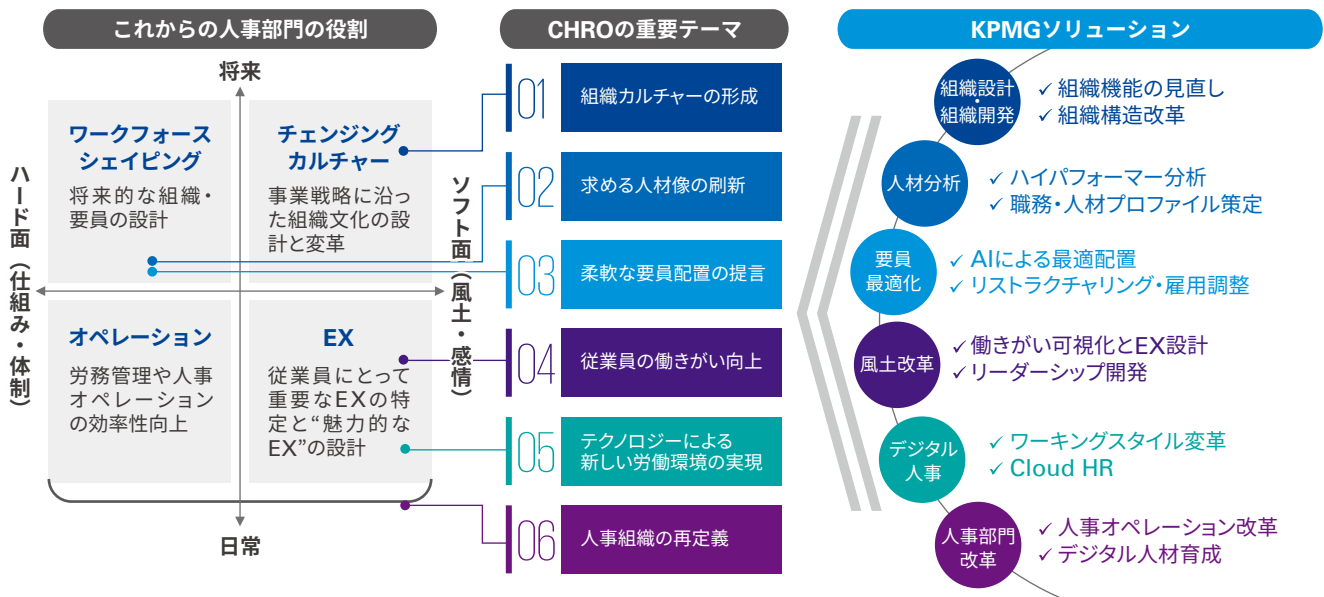 これからの人事部門の役割
将来
ワークフォース
シェイピング
将来的な組織・
要員の設計
チェンジング
カルチャー
事業戦略に沿っ
た組織文化の設
計と変革
ハード面（仕組み・体制）
ソフト面（風土・感情）
オペレーション
労務管理や人事
オペレーション
の効率性向上
EX
従業員にとって
重要なEXの特
定と“魅力的な
EX”の設計
日常
CHROの重要テーマ
01
組織カルチャーの形成
02
求める人材像の刷新
03
柔軟な要員配置の提言
04
従業員の働きがい向上
05
テクノロジーによる
新しい労働環境の実現
06
人事組織の再定義
KPMGソリューション
組織設計
・
組織開発
✓ 組織機能の見直し
✓ 組織構造改革
人材分析
✓ ハイパフォーマー分析
✓ 職務・人材プロファイル策定
要員
最適化
✓ AIによる最適配置
✓ リストラクチャリング・雇用調整
風土改革
✓ 働きがい可視化とEX設計
✓ リーダーシップ開発
デジタル
人事
✓ ワーキングスタイル変革
✓ Cloud HR
人事部門
改革
✓ 人事オペレーション改革
✓ デジタル人材育成